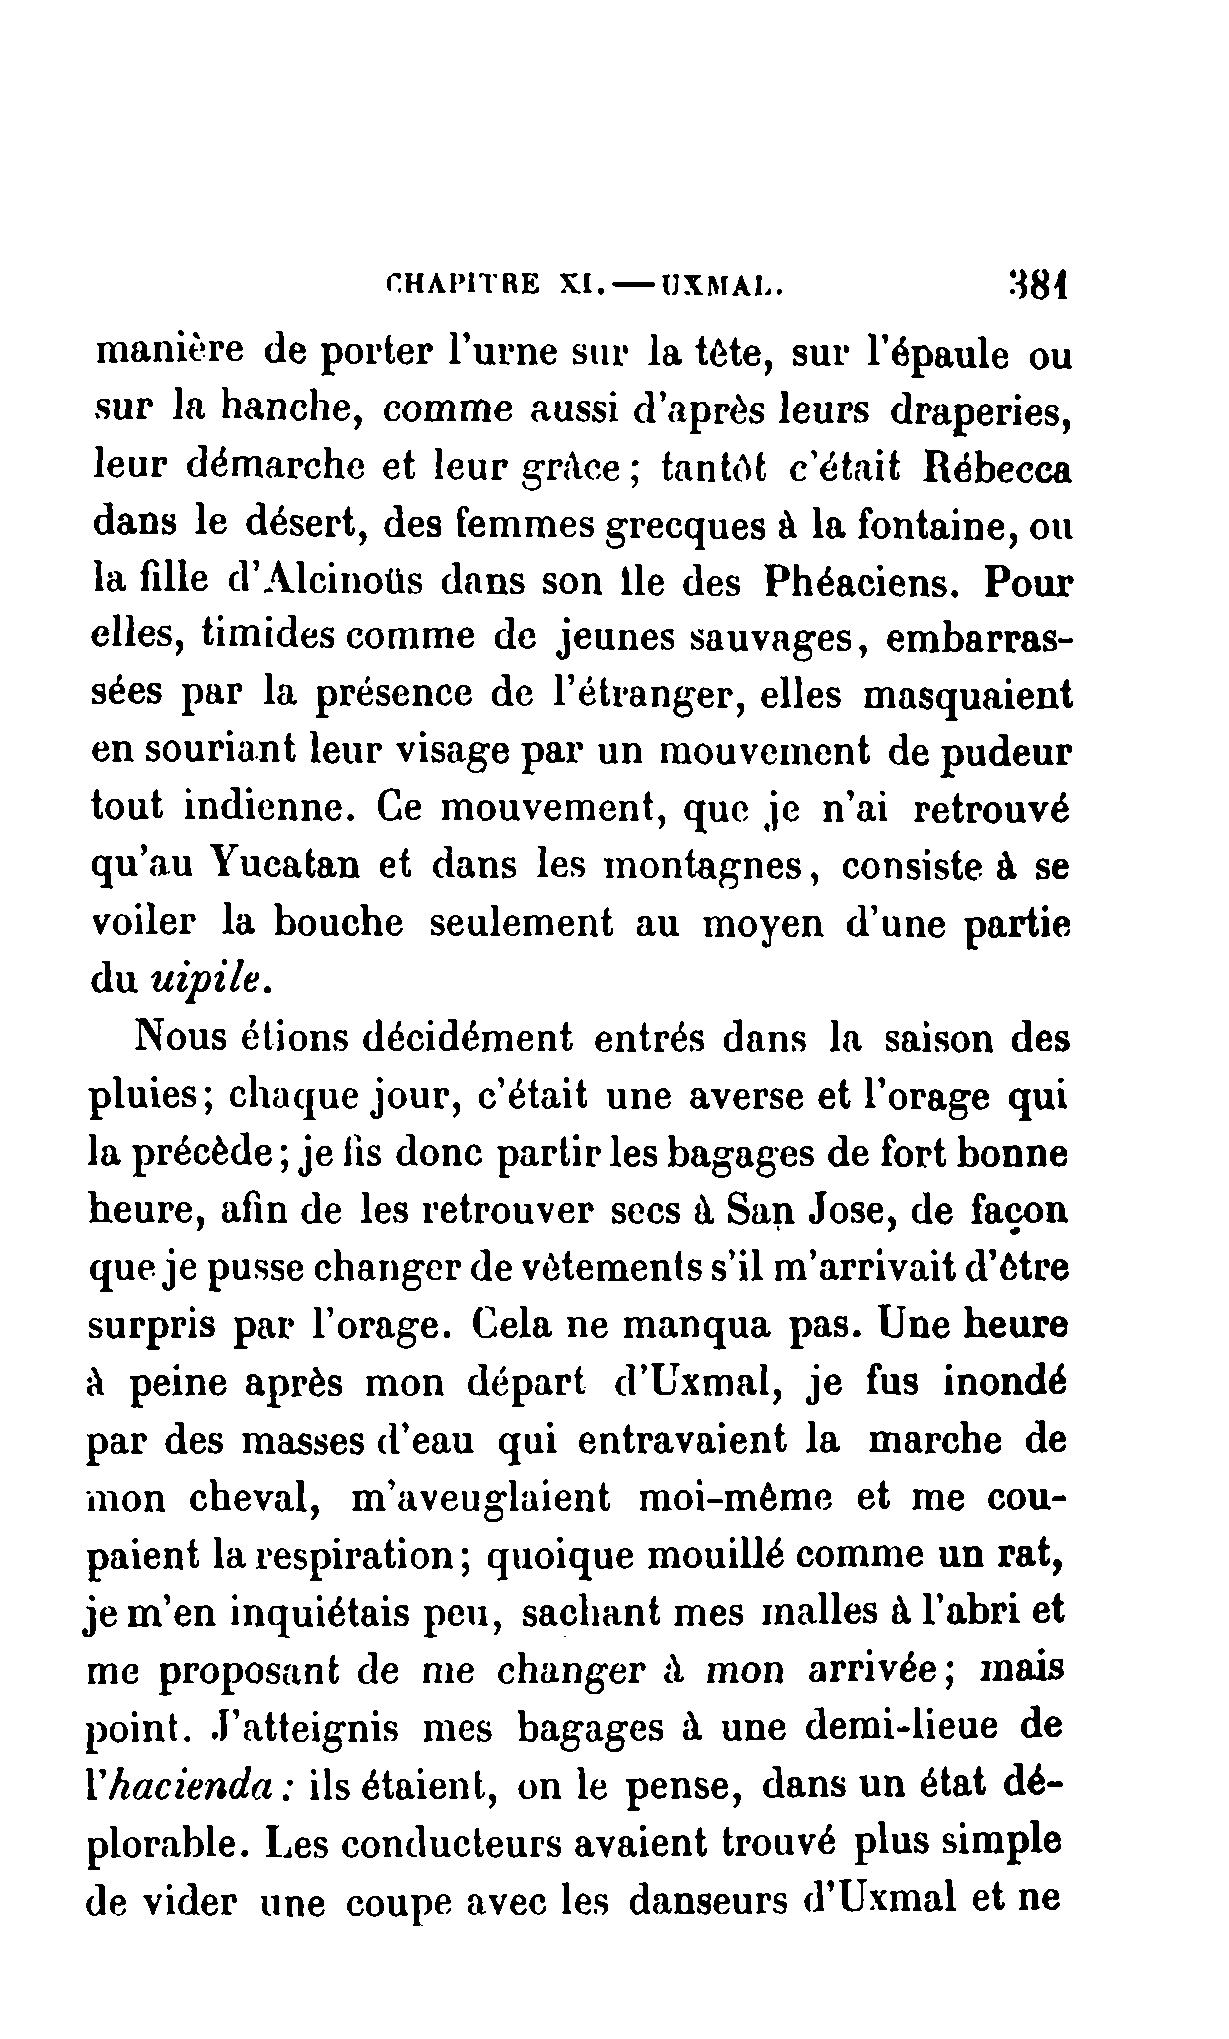 CHAPITRE XI. — UXMAL. 381
manière de porter l'urne sur la tête, sur l'épaule ou
sur la hanche, comme aussi d'après leurs draperies,
leur démarche et leur grâce ; tantôt c'était Rébecca
dans le désert, des femmes grecques à la fontaine, ou
la fille d'Alcinoüs dans son île des Phéaciens. Pour
elles, timides comme de jeunes sauvages, embarras-
sées par la présence de l'étranger, elles masquaient
en souriant leur visage par un mouvement de pudeur
tout indienne. Ce mouvement, que je n'ai retrouvé
qu'au Yucatan et dans les montagnes, consiste à se
voiler la bouche seulement au moyen d'une partie
du uipile.
Nous étions décidément entrés dans la saison des
pluies; chaque jour, c'était une averse et l'orage qui
la précède; je fis donc partir les bagages de fort bonne
heure, afin de les retrouver secs à San Jose, de façon
que je pusse changer de vêtements s'il m'arrivait d'être
surpris par l'orage. Cela ne manqua pas. Une heure
à peine après mon départ d'Uxmal, je fus inondé
par des masses d'eau qui entravaient la marche de
mon cheval, m'aveuglaient moi-même et me cou-
paient la respiration; quoique mouillé comme un rat,
je m'en inquiétais peu, sachant mes malles à l'abri et
me proposant de me changer à mon arrivée; mais
point. J'atteignis mes bagages à une demi-lieue de
l'hacienda : ils étaient, on le pense, dans un état dé-
plorable. Les conducteurs avaient trouvé plus simple
de vider une coupe avec les danseurs d'Uxmal et ne